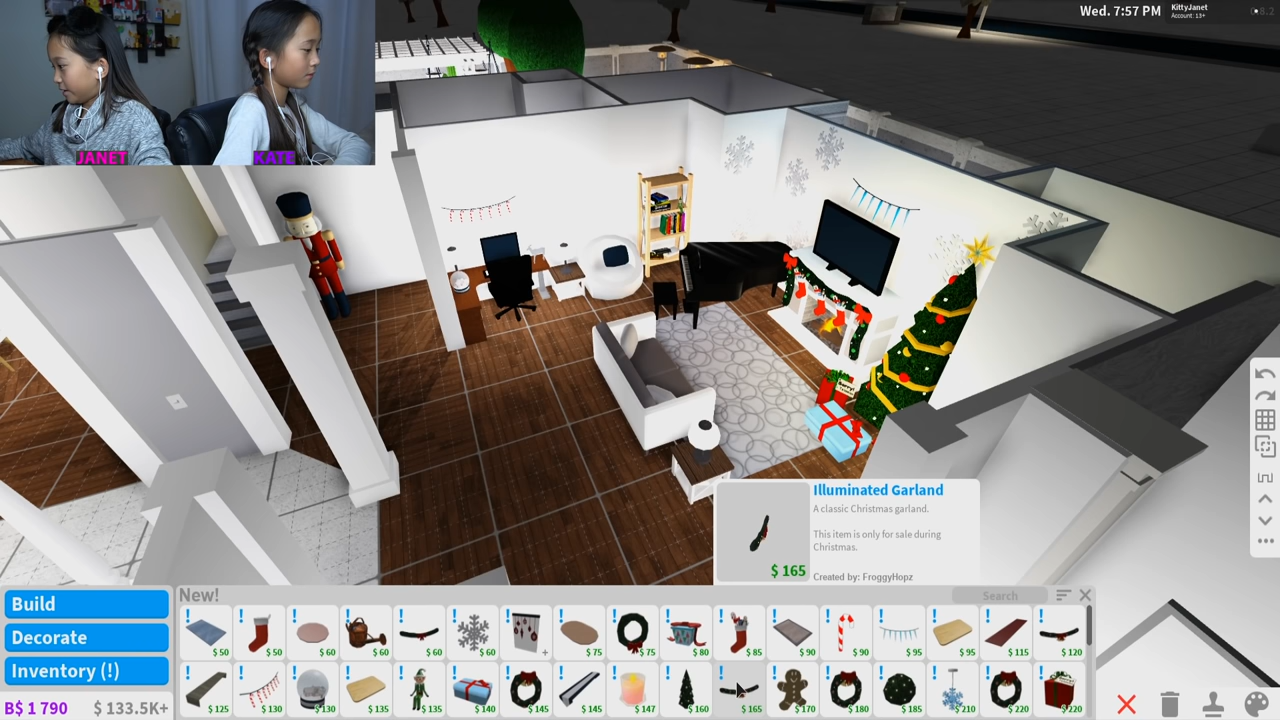 Wed. 7:57 PM
KittyJanet
Account: 13+
JANET
KATE
Illuminated Garland
A classic Christmas garland.
This item is only for sale during
Christmas.
$ 165
Created by: FroggyHopz
New!
Search
Build
Decorate
Inventory (!)
B$ 1 790
$ 133.5K+
$ 50
$ 50
$ 60
$ 60
$ 60
$ 60
$ 75
$ 75
$ 80
$ 85
$ 90
$ 90
$ 95
$ 95
$ 115
$ 120
$ 125
$ 130
$ 130
$ 135
$ 135
$ 140
$ 145
$ 145
$ 147
$ 160
$ 165
$ 170
$ 180
$ 185
$ 210
$ 220
$ 220